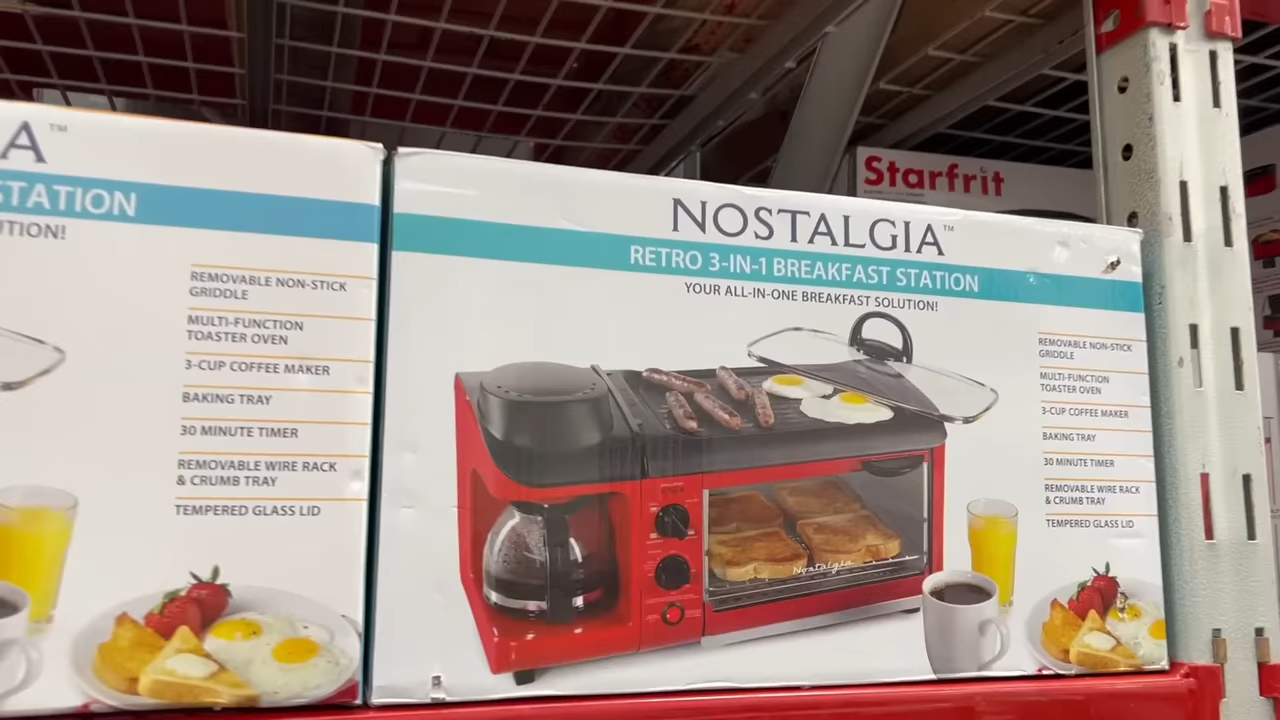 A™
STATION
UTION!
REMOVABLE NON-STICK
GRIDDLE
MULTI-FUNCTION
TOASTER OVEN
3-CUP COFFEE MAKER
BAKING TRAY
30 MINUTE TIMER
REMOVABLE WIRE RACK
& CRUMB TRAY
TEMPERED GLASS LID
Starfrit
NOSTALGIA™
RETRO 3-IN-1 BREAKFAST STATION
YOUR ALL-IN-ONE BREAKFAST SOLUTION!
REMOVABLE NON-STICK
GRIDDLE
MULTI-FUNCTION
TOASTER OVEN
3-CUP COFFEE MAKER
BAKING TRAY
30 MINUTE TIMER
REMOVABLE WIRE RACK
& CRUMB TRAY
TEMPERED GLASS LID
Nostalgia